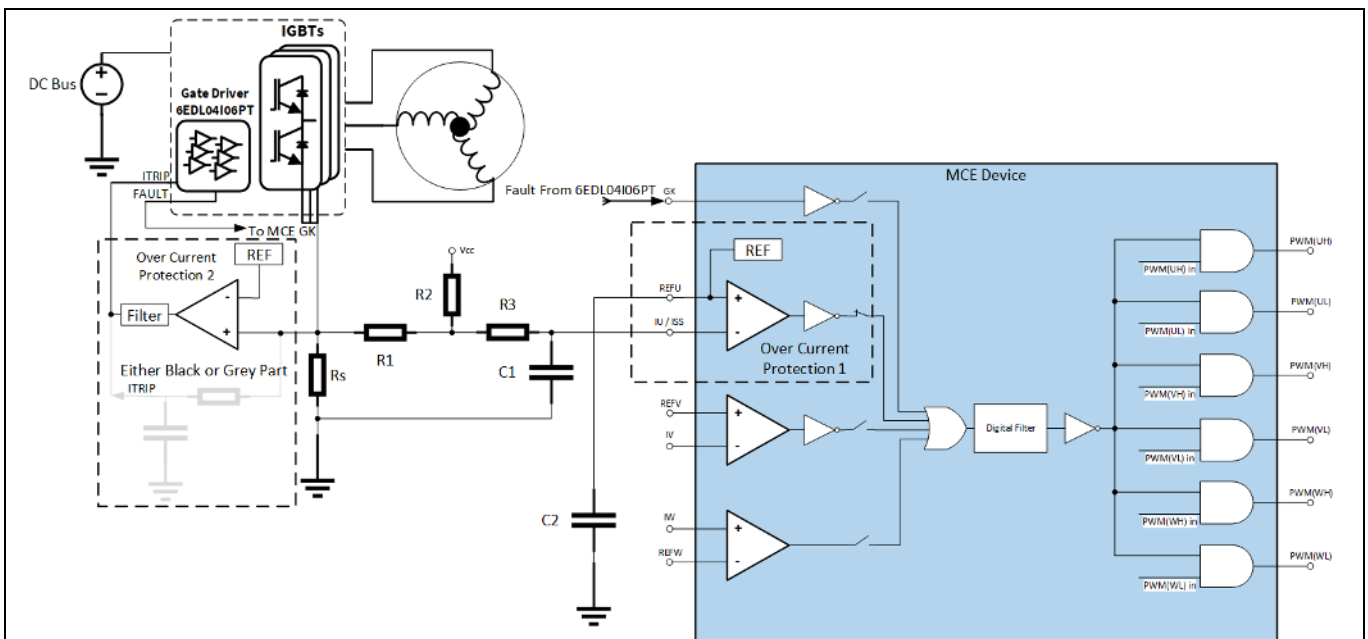 IGBTs
DC Bus
Gate Driver
6EDL04I06PT
ITRIP
FAULT
To MCE GK
Over Current
Protection 2
REF
Filter
-
+
Either Black or Grey Part
ITRIP
Rs
R1
R2
Vcc
R3
C1
C2
Fault From 6EDL04I06PT
GK
MCE Device
REF
REFU
IU / ISS
+
-
Over Current
Protection 1
REFV
IV
+
-
IW
REFW
+
-
Digital Filter
PWM(UH) in
PWM(UH)
PWM(UL) in
PWM(UL)
PWM(VH) in
PWM(VH)
PWM(VL) in
PWM(VL)
PWM(WH) in
PWM(WH)
PWM(WL) in
PWM(WL)